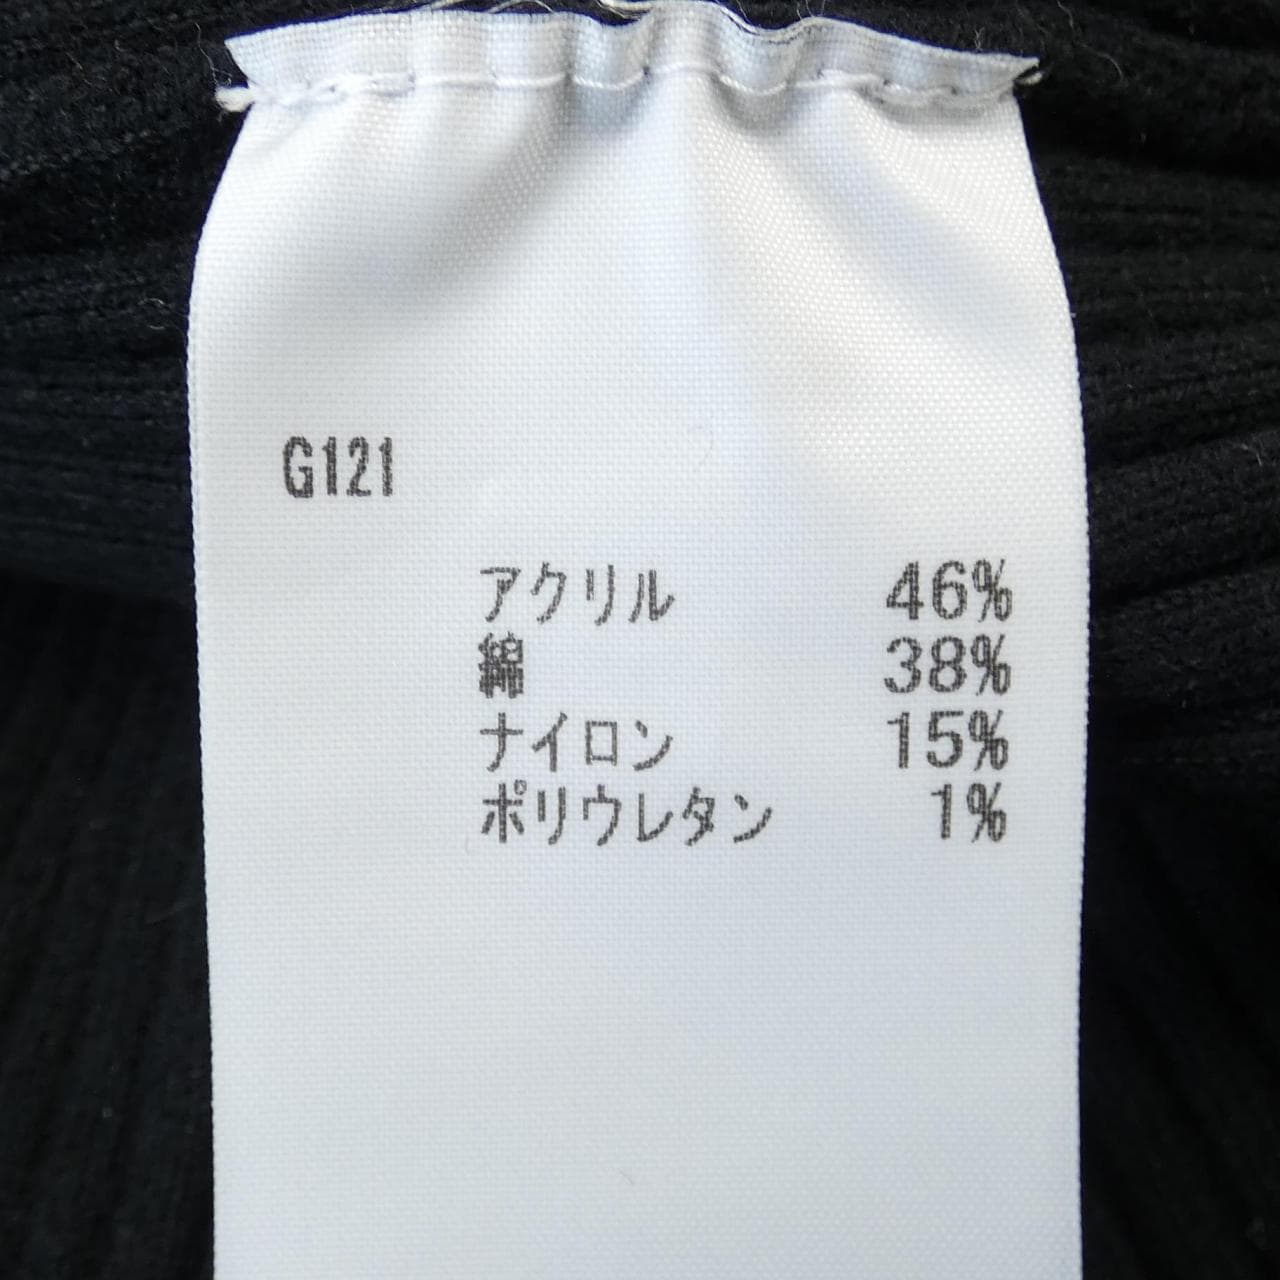 G121
アクリル 46%
綿 38%
ナイロン 15%
ポリウレタン 1%